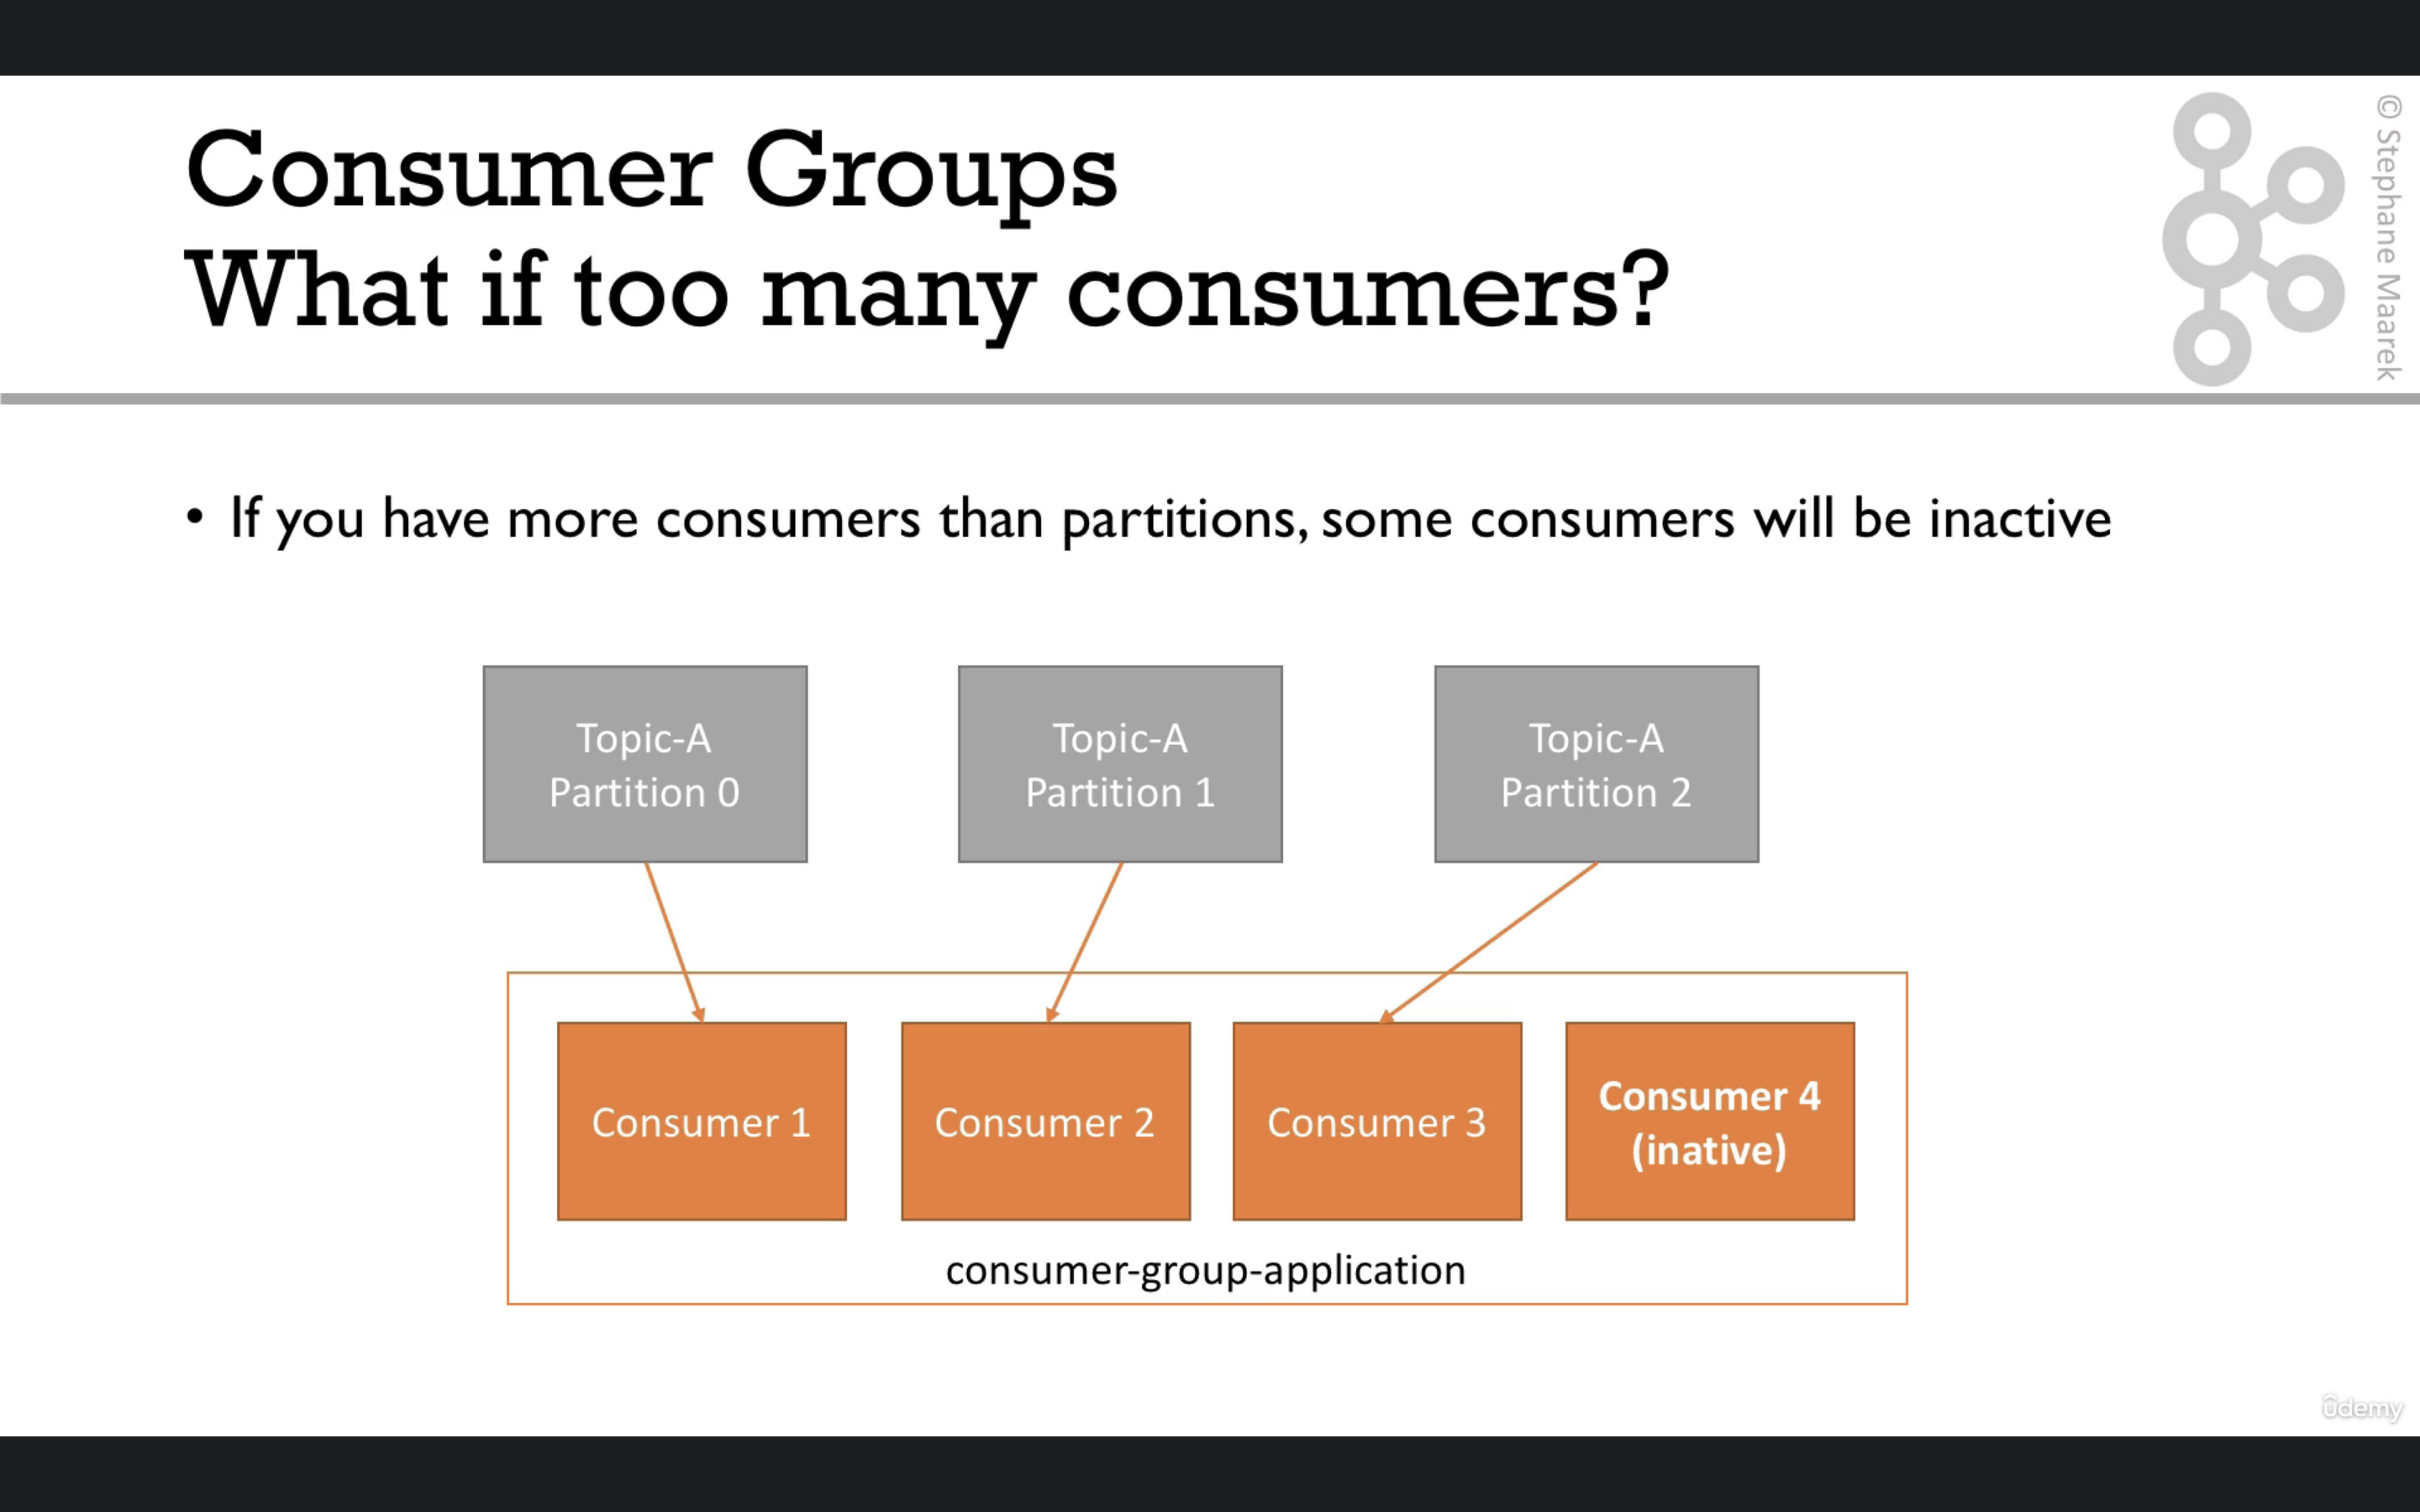 Consumer Groups
What if too many consumers?
© Stephane Maarek
• If you have more consumers than partitions, some consumers will be inactive
Topic-A
Partition 0
Topic-A
Partition 1
Topic-A
Partition 2
Consumer 1
Consumer 2
Consumer 3
Consumer 4
(inative)
consumer-group-application
ûdemy